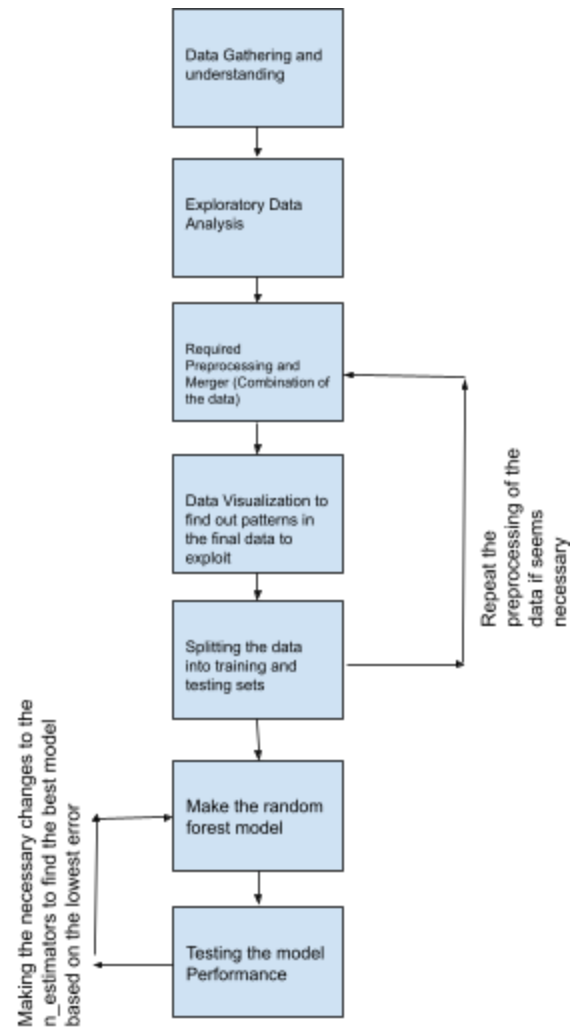 Data Gathering and
understanding
Exploratory Data
Analysis
Required
Preprocessing and
Merger (Combination of
the data)
Data Visualization to
find out patterns in
the final data to
exploit
Splitting the data
into training and
testing sets
Repeat the
preprocessing of the
data if seems
necessary
Make the random
forest model
Testing the model
Performance
Making the necessary changes to the
n_estimators to find the best model
based on the lowest error